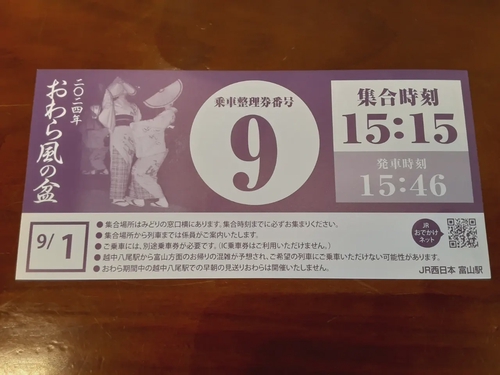 二〇二四年
おわら風の盆
乗車整理券番号
9
集合時刻
15:15
発車時刻
15:46
9/1
●集合場所はみどりの窓口横にあります。集合時刻までに必ずお集まりください。
●集合場所から列車までは係員がご案内いたします。
●ご乗車には、別途乗車券が必要です。（IC乗車券はご利用いただけません。）
●越中八尾駅から富山方面のお帰りの混雑が予想され、ご希望の列車にご乗車いただけない可能性があります。
●おわら期間中の越中八尾駅での早朝の見送りおわらは開催いたしません。
JR
おでかけ
ネット
JR西日本 富山駅